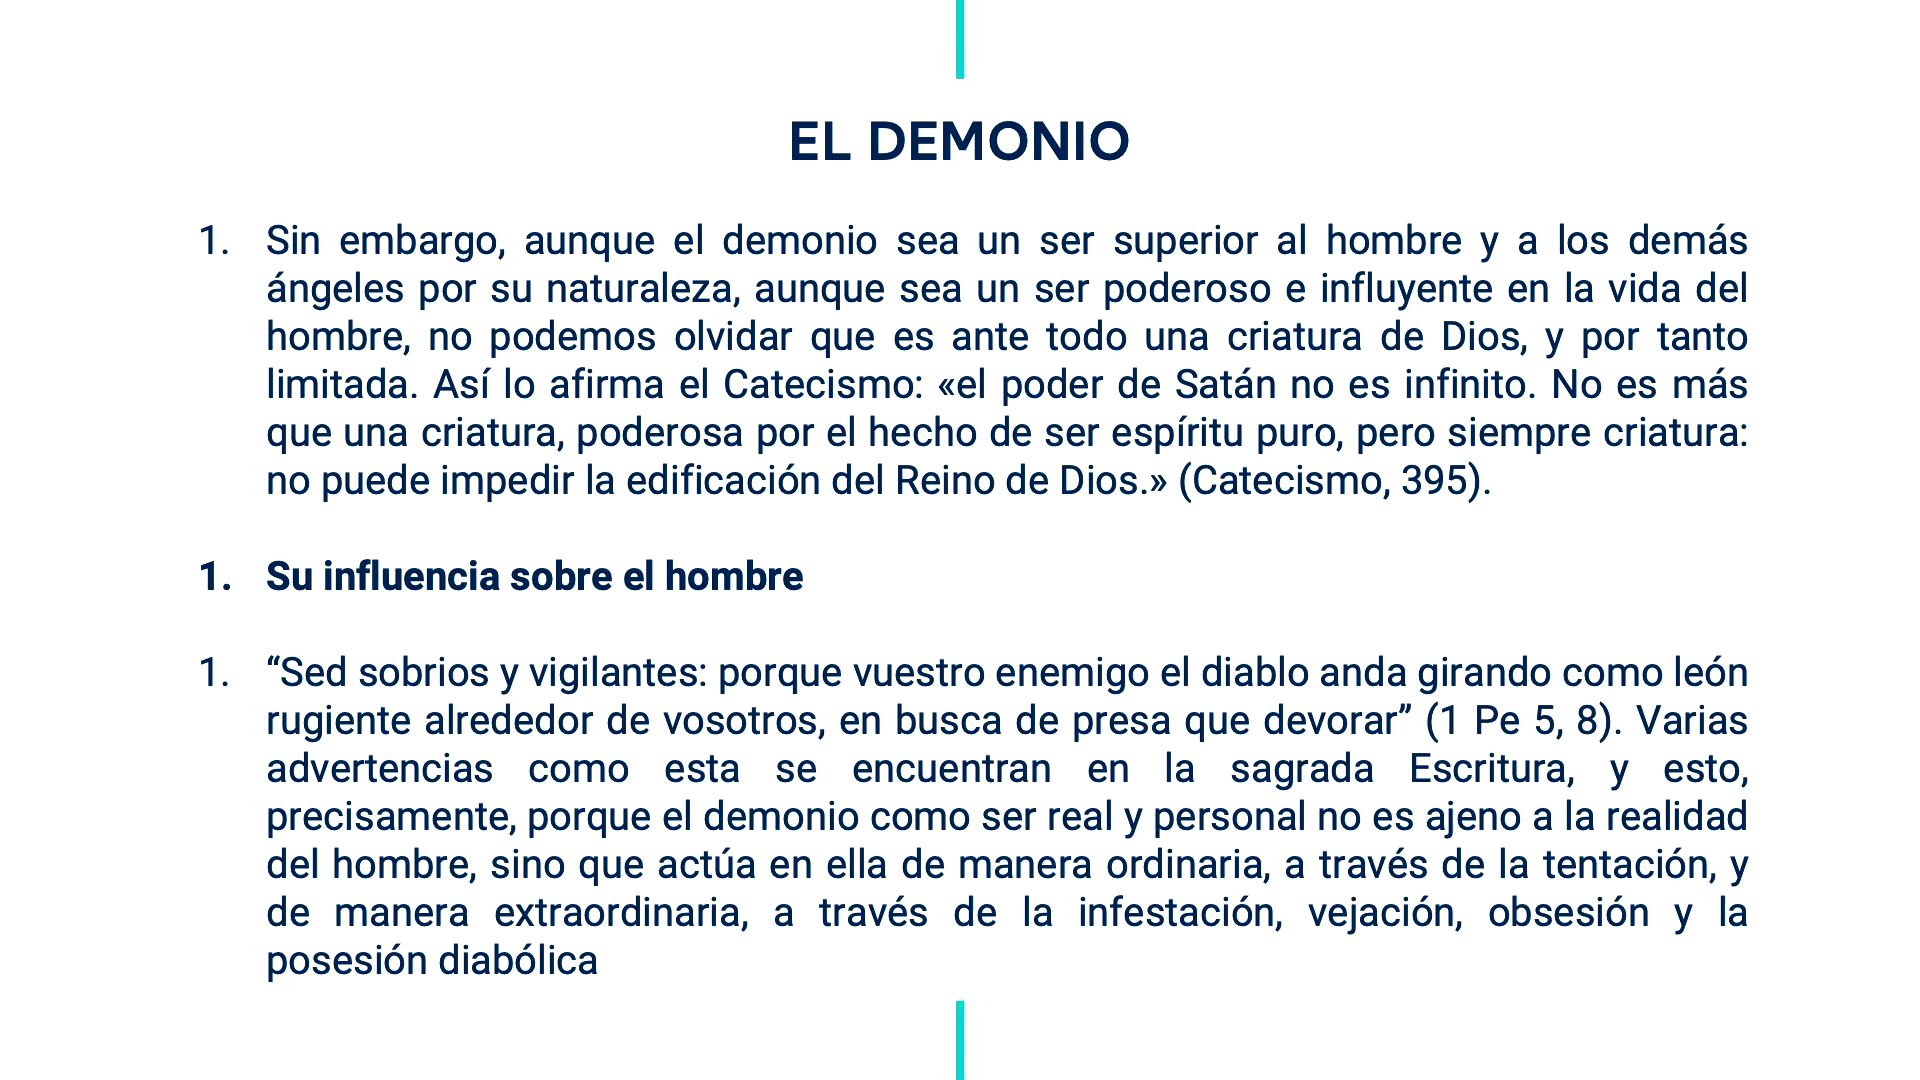 EL DEMONIO
1. Sin embargo, aunque el demonio sea un ser superior al hombre y a los demás
ángeles por su naturaleza, aunque sea un ser poderoso e influyente en la vida del
hombre, no podemos olvidar que es ante todo una criatura de Dios, y por tanto
limitada. Así lo afirma el Catecismo: «el poder de Satán no es infinito. No es más
que una criatura, poderosa por el hecho de ser espíritu puro, pero siempre criatura:
no puede impedir la edificación del Reino de Dios.» (Catecismo, 395).
1. Su influencia sobre el hombre
1. “Sed sobrios y vigilantes: porque vuestro enemigo el diablo anda girando como león
rugiente alrededor de vosotros, en busca de presa que devorar” (1 Pe 5, 8). Varias
advertencias como esta se encuentran en la sagrada Escritura, y esto,
precisamente, porque el demonio como ser real y personal no es ajeno a la realidad
del hombre, sino que actúa en ella de manera ordinaria, a través de la tentación, y
de manera extraordinaria, a través de la infestación, vejación, obsesión y la
posesión diabólica